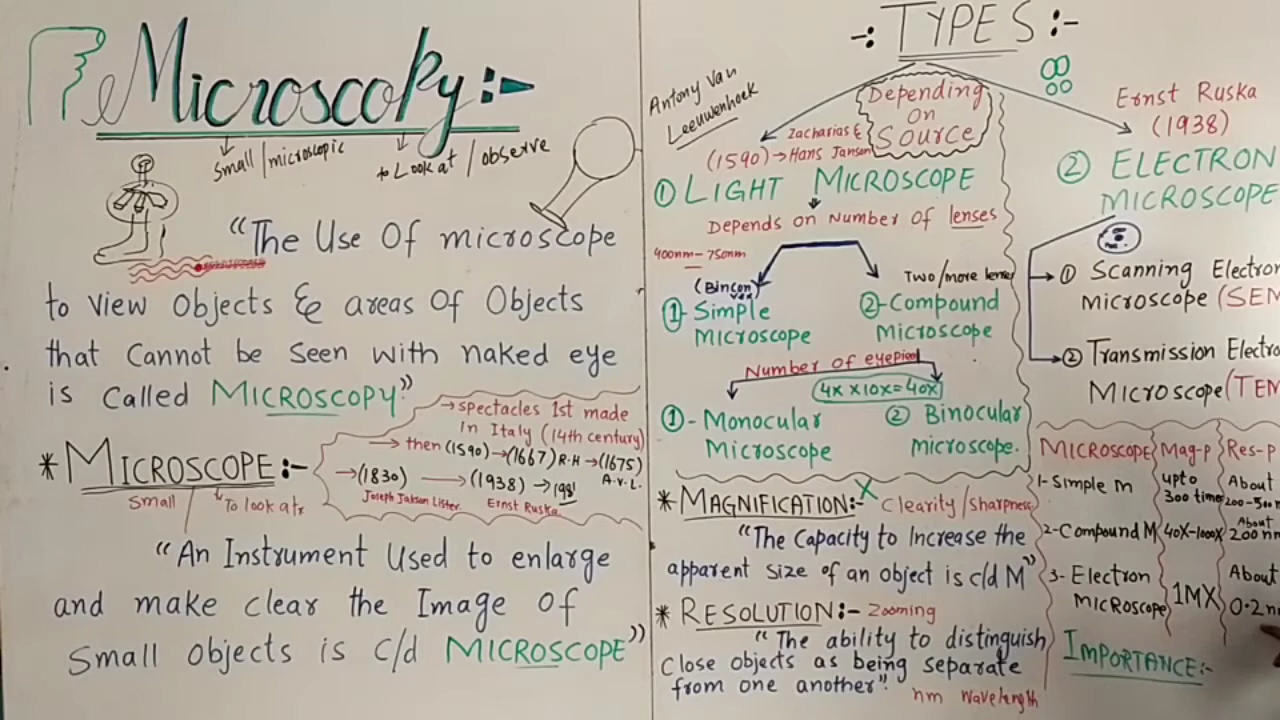 Microscopy:-
Small/microscopic
to Look at / observe
"The Use Of microscope
to view Objects & areas Of Objects
that Cannot be Seen with naked eye
is Called MICROSCOPY"
→ Spectacles 1st made
In Italy (14th century)
→ then (1590) → (1667) R.H → (1675)
A.v.L.
→ (1830) → (1938) → 1981
Joseph Jakson Lister. Ernst Ruska.
* MICROSCOPE:-
Small
To look at
"An Instrument Used to enlarge
and make clear the Image Of
Small objects is c/d MICROSCOPE"
-: TYPES :-
Depending
On
Source
Antony Van
Leeuwenhoek
Zacharias &
(1590) → Hans Jansen
① LIGHT MICROSCOPE
Depends on Number of lenses
400nm - 750nm
(Bincon
vex)
①- Simple
MICROSCOPE
Two/more lense
②- Compound
MICROSCOPE
Number of eyepiece
4X X10X=40X
①- Monocular
Microscope
② Binocular
microscope.
Ernst Ruska
(1938)
② ELECTRON
MICROSCOPE
→ ① Scanning Electron
Microscope (SEM
→ ② Transmission Electro
Microscope (TEM
* MAGNIFICATION:- X Clearity/Sharpness
"The Capacity to Increase the
apparent Size of an object is c/d M"
* RESOLUTION:- Zooming
"The ability to distinguish
Close objects as being separate
from one another".
nm wavelength
MICROSCOPE Mag-P Res-P
1- Simple m upto
300 times About
200-500n
2- Compound M 40X-1000X About
200 nm
3- Electron
MICROSCOPE 1MX About
0.2n
IMPORTANCE:-